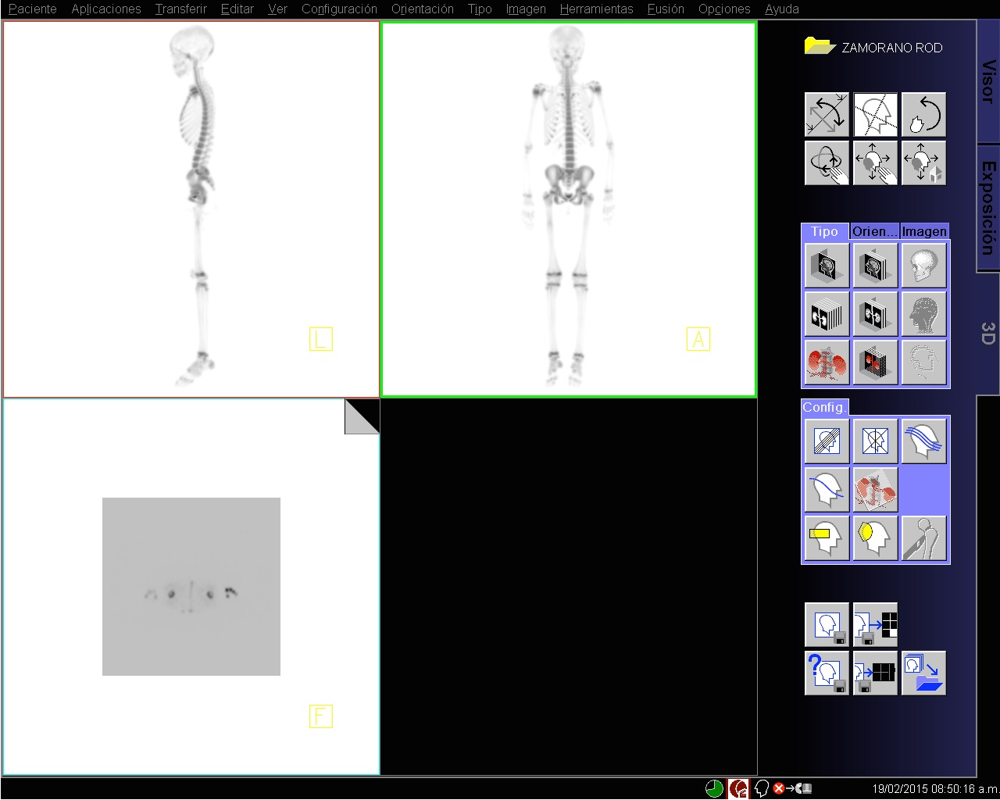 Paciente Aplicaciones Transferir Editar Ver Configuración Orientación Tipo Imagen Herramientas Fusión Opciones Ayuda
ZAMORANO ROD
Visor
Exposición
3D
Tipo Orien... Imagen
Config.
L
A
F
?
19/02/2015 08:50:16 a.m.